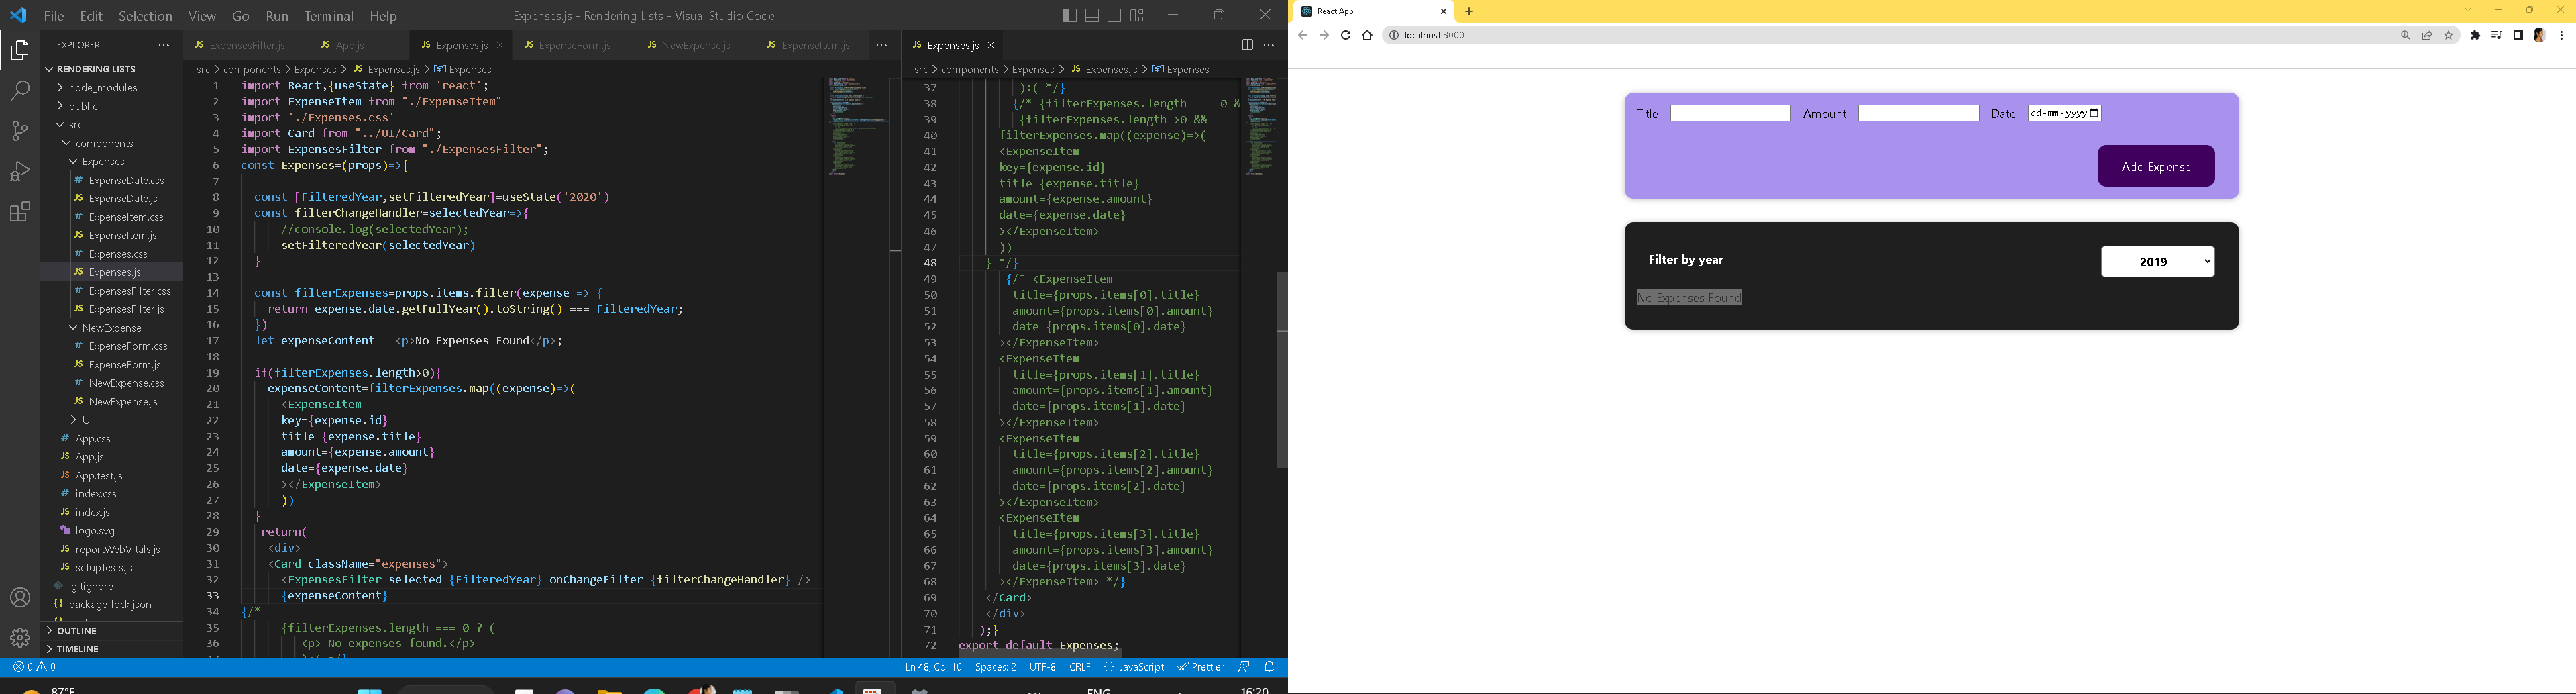 File Edit Selection View Go Run Terminal Help
Expenses.js - Rendering Lists - Visual Studio Code
EXPLORER
RENDERING LISTS
node_modules
public
src
components
Expenses
ExpenseDate.css
ExpenseDate.js
ExpenseItem.css
ExpenseItem.js
Expenses.css
Expenses.js
ExpensesFilter.css
ExpensesFilter.js
NewExpense
ExpenseForm.css
ExpenseForm.js
NewExpense.css
NewExpense.js
UI
App.css
App.js
App.test.js
index.css
index.js
logo.svg
reportWebVitals.js
setupTests.js
.gitignore
package-lock.json
OUTLINE
TIMELINE
ExpensesFilter.js App.js Expenses.js ExpenseForm.js NewExpense.js ExpenseItem.js
src > components > Expenses > JS Expenses.js > Expenses
1 import React,{useState} from 'react';
2 import ExpenseItem from "./ExpenseItem"
3 import './Expenses.css'
4 import Card from "../UI/Card";
5 import ExpensesFilter from "./ExpensesFilter";
6 const Expenses=(props)=>{
7
8 const [FilteredYear,setFilteredYear]=useState('2020')
9 const filterChangeHandler=selectedYear=>{
10 //console.log(selectedYear);
11 setFilteredYear(selectedYear)
12 }
13
14 const filterExpenses=props.items.filter(expense => {
15 return expense.date.getFullYear().toString() === FilteredYear;
16 })
17 let expenseContent = <p>No Expenses Found</p>;
18
19 if(filterExpenses.length>0){
20 expenseContent=filterExpenses.map((expense)=>(
21 <ExpenseItem
22 key={expense.id}
23 title={expense.title}
24 amount={expense.amount}
25 date={expense.date}
26 ></ExpenseItem>
27 ))
28 }
29 return(
30 <div>
31 <Card className="expenses">
32 <ExpensesFilter selected={FilteredYear} onChangeFilter={filterChangeHandler} />
33 {expenseContent}
34 {/*
35 {filterExpenses.length === 0 ? (
36 <p> No expenses found.</p>
Expenses.js
src > components > Expenses > JS Expenses.js > Expenses
37 ):( */}
38 {/* {filterExpenses.length === 0 &
39 {filterExpenses.length >0 &&
40 filterExpenses.map((expense)=>(
41 <ExpenseItem
42 key={expense.id}
43 title={expense.title}
44 amount={expense.amount}
45 date={expense.date}
46 ></ExpenseItem>
47 ))
48 } */}
49 {/* <ExpenseItem
50 title={props.items[0].title}
51 amount={props.items[0].amount}
52 date={props.items[0].date}
53 ></ExpenseItem>
54 <ExpenseItem
55 title={props.items[1].title}
56 amount={props.items[1].amount}
57 date={props.items[1].date}
58 ></ExpenseItem>
59 <ExpenseItem
60 title={props.items[2].title}
61 amount={props.items[2].amount}
62 date={props.items[2].date}
63 ></ExpenseItem>
64 <ExpenseItem
65 title={props.items[3].title}
66 amount={props.items[3].amount}
67 date={props.items[3].date}
68 ></ExpenseItem> */}
69 </Card>
70 </div>
71 );}
72 export default Expenses;
0 0 Ln 48, Col 10 Spaces: 2 UTF-8 CRLF {} JavaScript Prettier
87°F ENG 16:20
React App
localhost:3000
Title Amount Date dd-mm-yyyy
Add Expense
Filter by year 2019
No Expenses Found